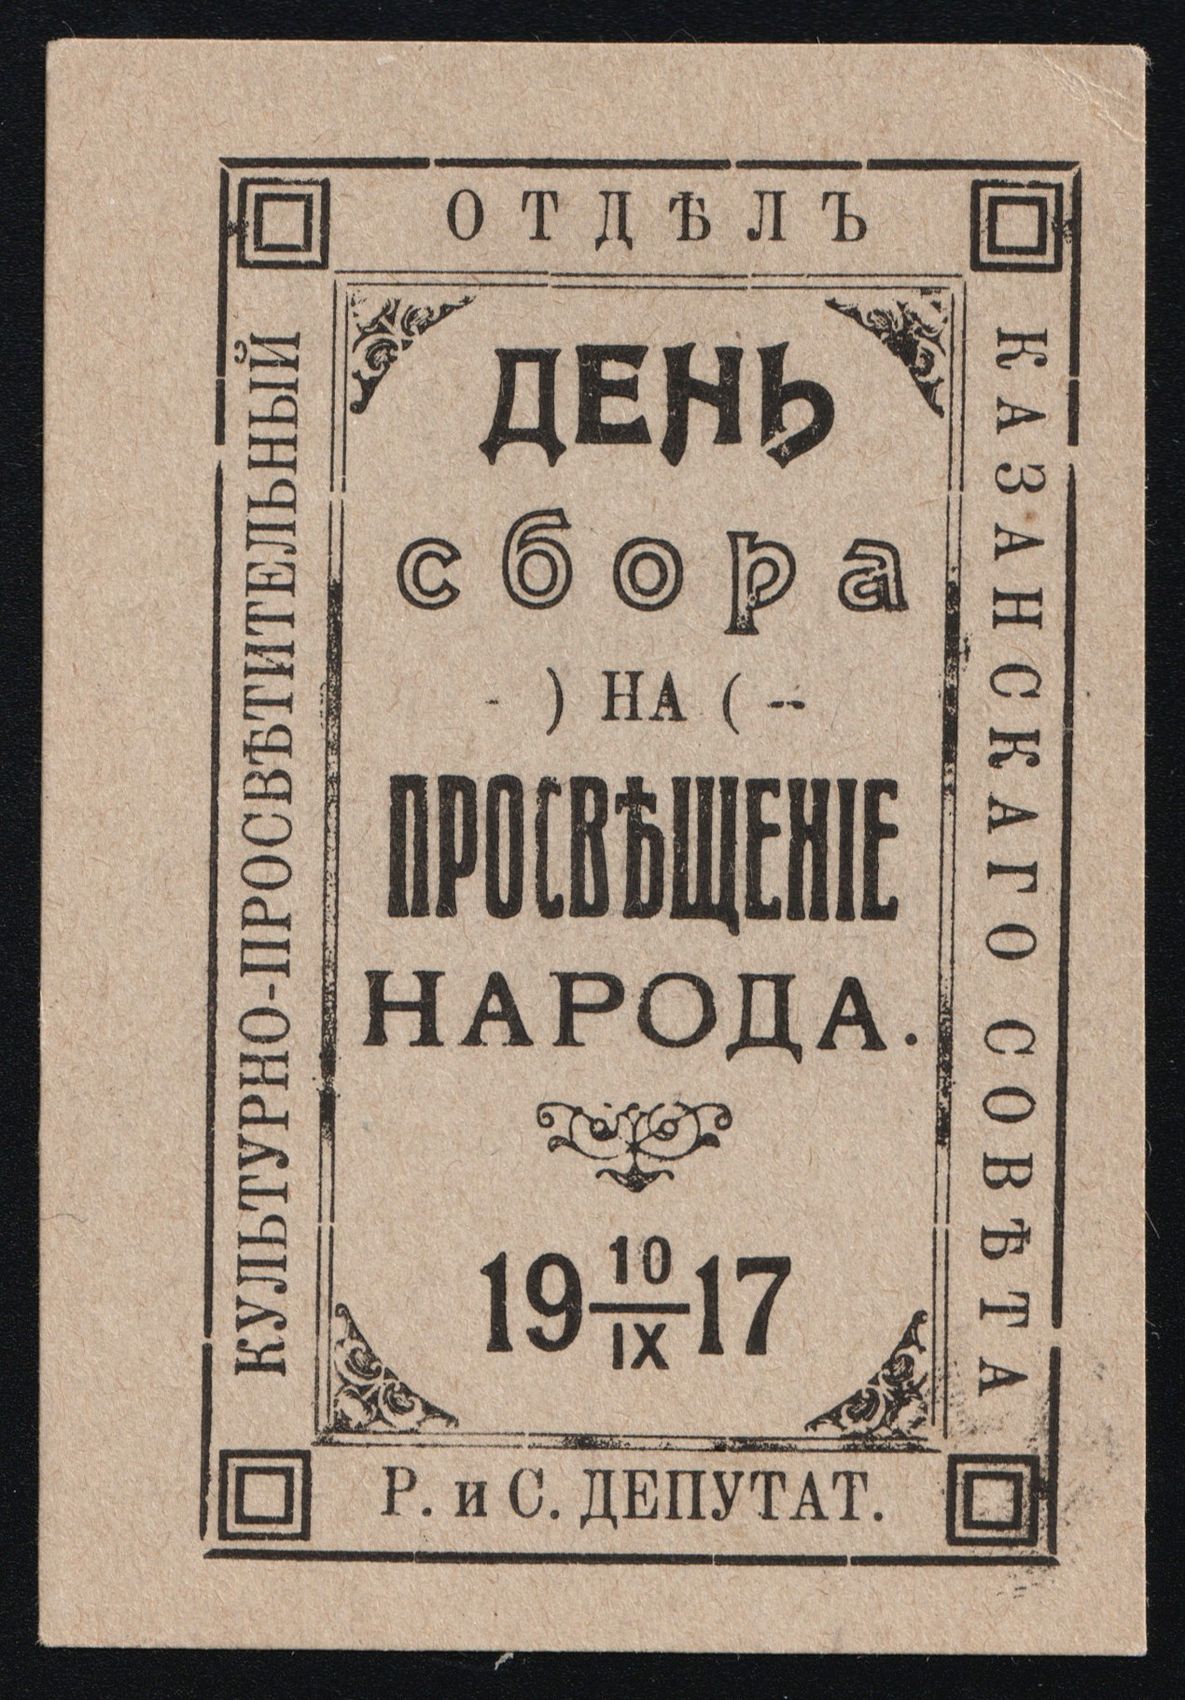 КУЛЬТУРНО-ПРОСВѢТИТЕЛЬНЫЙ
ОТДѢЛЪ
КАЗАНСКАГО СОВѢТА
Р. и С. ДЕПУТАТ.
ДЕНЬ
сбора
- ) НА ( --
ПРОСВѢЩЕНІЕ
НАРОДА.
19 10/IX 17